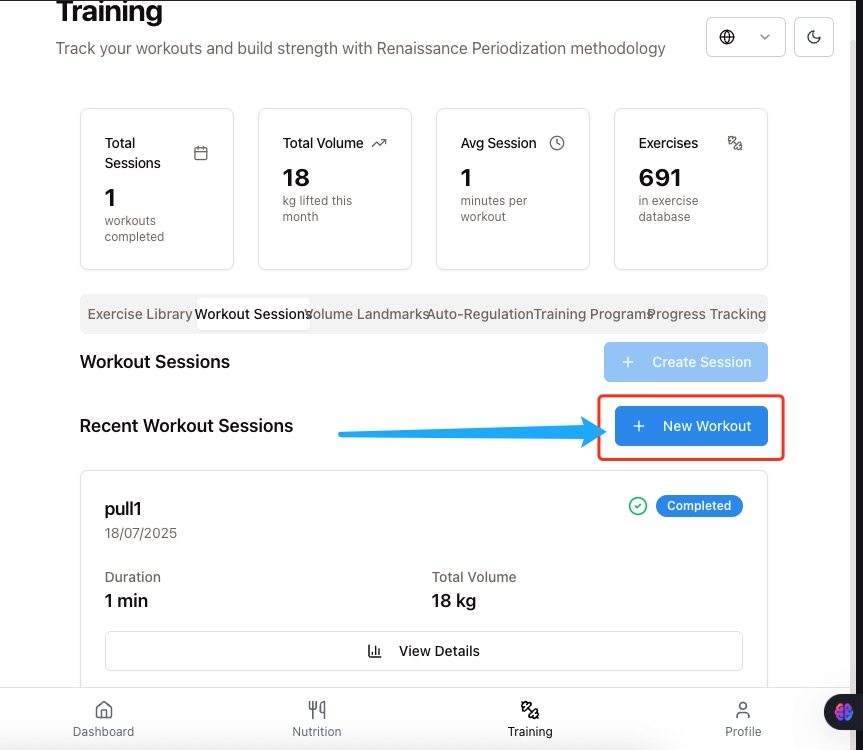 Training
Track your workouts and build strength with Renaissance Periodization methodology
Total
Sessions
1
workouts
completed
Total Volume
18
kg lifted this
month
Avg Session
1
minutes per
workout
Exercises
691
in exercise
database
Exercise Library Workout Sessions Volume Landmarks Auto-Regulation Training Programs Progress Tracking
Workout Sessions
+ Create Session
Recent Workout Sessions
+ New Workout
pull1
Completed
18/07/2025
Duration
Total Volume
1 min
18 kg
View Details
Dashboard
Nutrition
Training
Profile